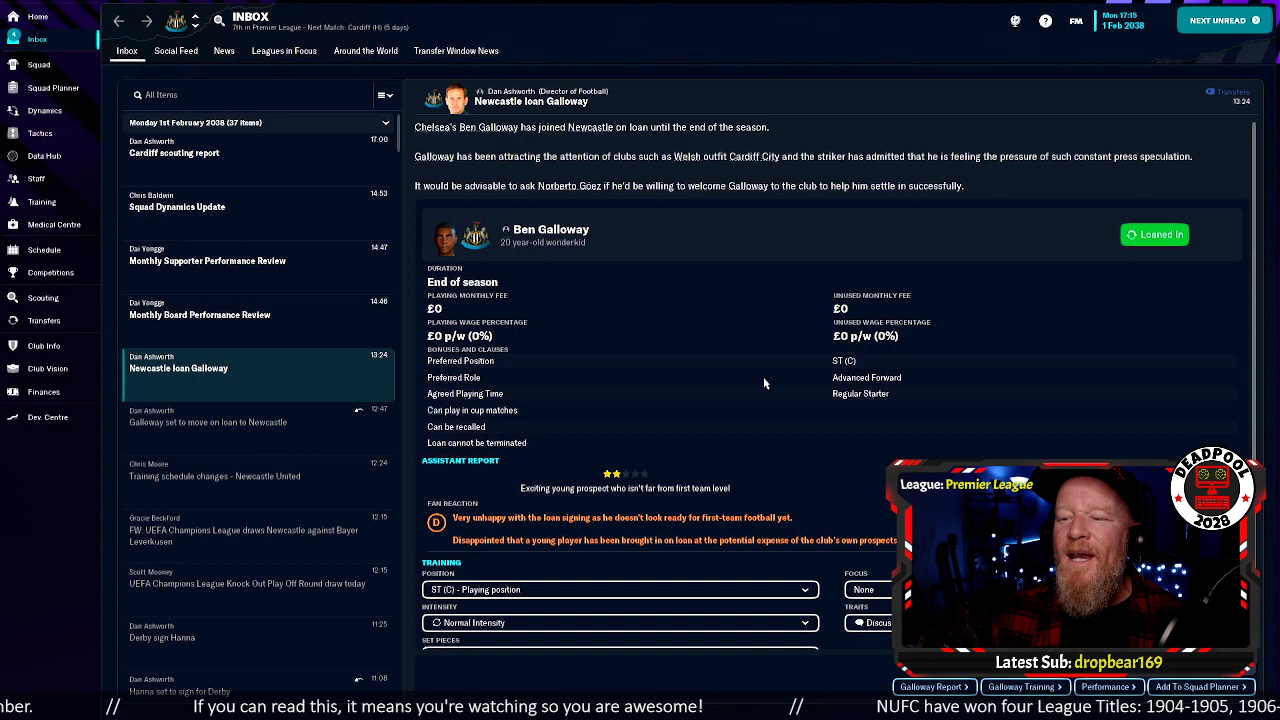 Home
INBOX
7th in Premier League - Next Match: Cardiff (H) (5 days)
FM
Mon 17:15
1 Feb 2038
NEXT UNREAD
4
Inbox
Squad
Squad Planner
Dynamics
Tactics
Data Hub
Staff
Training
Medical Centre
Schedule
Competitions
Scouting
Transfers
Club Info
Club Vision
Finances
Dev. Centre
Inbox
Social Feed
News
Leagues in Focus
Around the World
Transfer Window News
All Items
Monday 1st February 2038 (37 items)
Dan Ashworth
17:00
Cardiff scouting report
Chris Baldwin
14:53
Squad Dynamics Update
Dai Yongge
14:47
Monthly Supporter Performance Review
Dai Yongge
14:46
Monthly Board Performance Review
Dan Ashworth
13:24
Newcastle loan Galloway
Dan Ashworth
12:47
Galloway set to move on loan to Newcastle
Chris Moore
12:24
Training schedule changes - Newcastle United
Gracie Beckford
12:15
FW: UEFA Champions League draws Newcastle against Bayer
Leverkusen
Scott Mooney
12:15
UEFA Champions League Knock Out Play Off Round draw today
Dan Ashworth
11:25
Derby sign Hanna
Dan Ashworth
11:08
Hanna set to sign for Derby
Dan Ashworth (Director of Football)
Newcastle loan Galloway
Transfers
13:24
Chelsea's Ben Galloway has joined Newcastle on loan until the end of the season.
Galloway has been attracting the attention of clubs such as Welsh outfit Cardiff City and the striker has admitted that he is feeling the pressure of such constant press speculation.
It would be advisable to ask Norberto Góez if he'd be willing to welcome Galloway to the club to help him settle in successfully.
Ben Galloway
20 year-old wonderkid
Loaned In
DURATION
End of season
PLAYING MONTHLY FEE
£0
UNUSED MONTHLY FEE
£0
PLAYING WAGE PERCENTAGE
£0 p/w (0%)
UNUSED WAGE PERCENTAGE
£0 p/w (0%)
BONUSES AND CLAUSES
Preferred Position
ST (C)
Preferred Role
Advanced Forward
Agreed Playing Time
Regular Starter
Can play in cup matches
Can be recalled
Loan cannot be terminated
ASSISTANT REPORT
Exciting young prospect who isn't far from first team level
FAN REACTION
D
Very unhappy with the loan signing as he doesn't look ready for first-team football yet.
Disappointed that a young player has been brought in on loan at the potential expense of the club's own prospects
TRAINING
POSITION
ST (C) - Playing position
FOCUS
None
INTENSITY
Normal Intensity
TRAITS
Discus
SET PIECES
League: Premier League
DEADPOOL
2028
Latest Sub: dropbear169
Galloway Report >
Galloway Training >
Performance >
Add To Squad Planner >
mber. // If you can read this, it means you're watching so you are awesome! // NUFC have won four League Titles: 1904-1905, 1906-